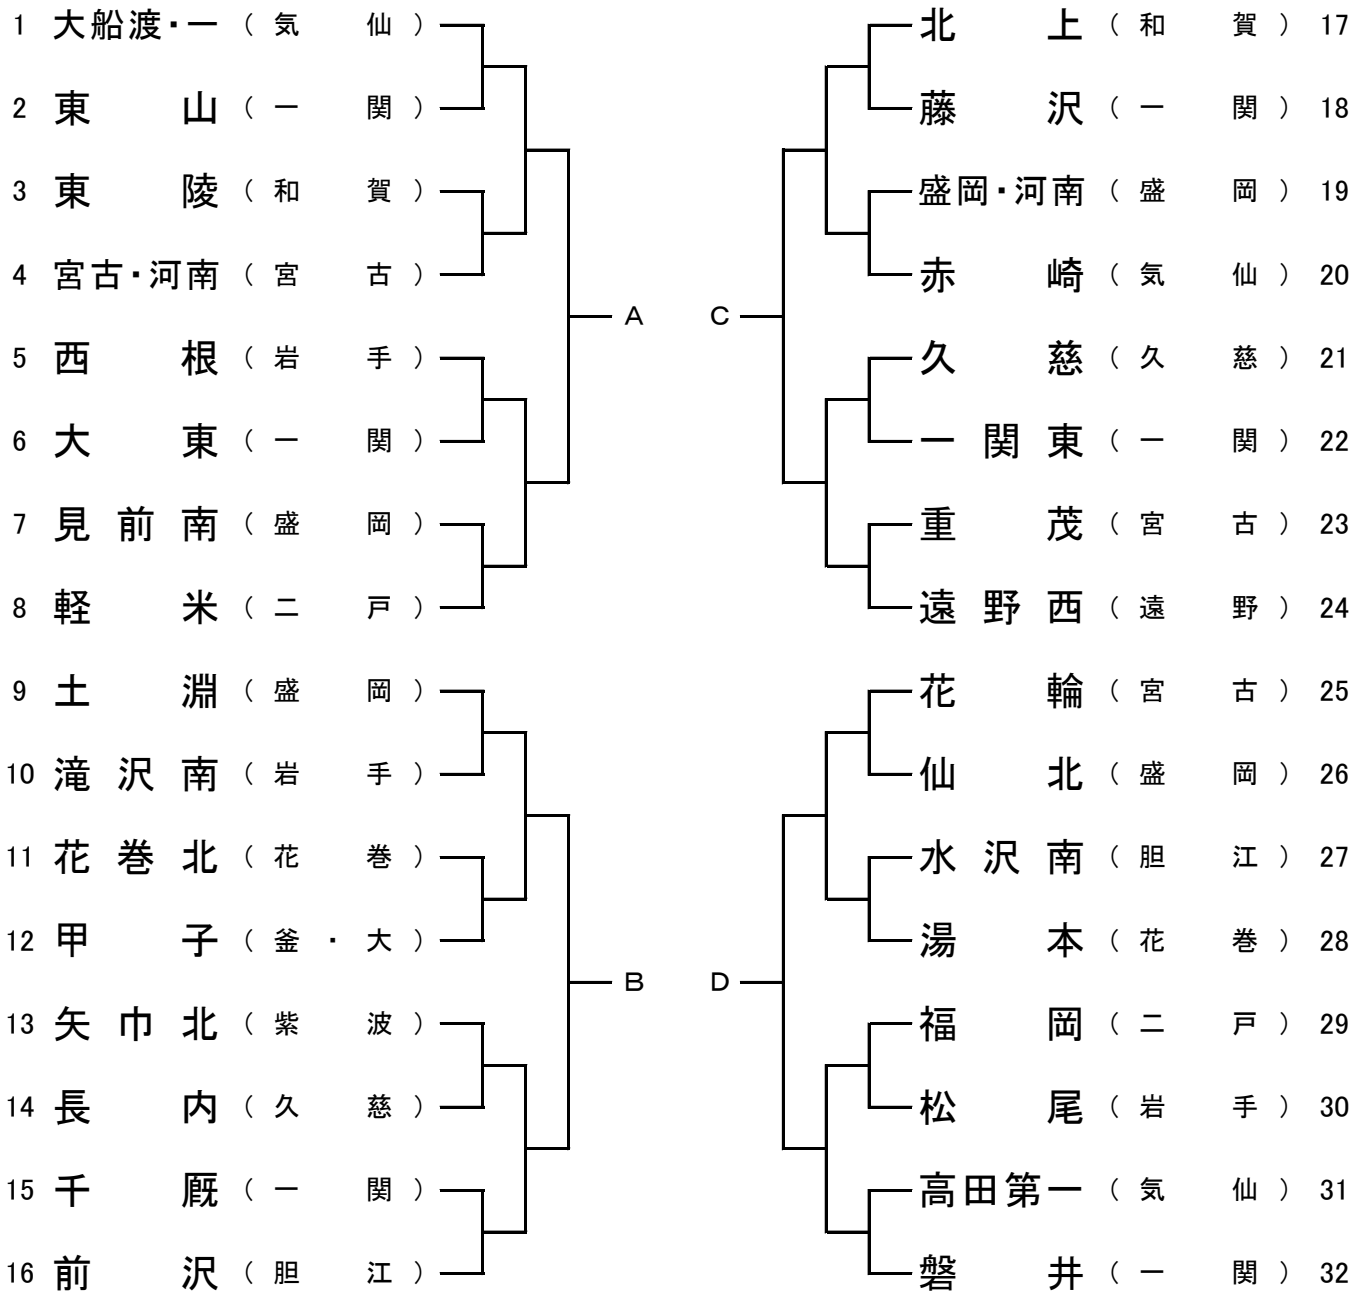 1 大船渡・一 （ 気 仙 ）
2 東 山 （ 一 関 ）
3 東 陵 （ 和 賀 ）
4 宮古・河南 （ 宮 古 ）
5 西 根 （ 岩 手 ）
6 大 東 （ 一 関 ）
7 見 前 南 （ 盛 岡 ）
8 軽 米 （ 二 戸 ）
A
9 土 淵 （ 盛 岡 ）
10 滝 沢 南 （ 岩 手 ）
11 花 巻 北 （ 花 巻 ）
12 甲 子 （ 釜 ・ 大 ）
13 矢 巾 北 （ 紫 波 ）
14 長 内 （ 久 慈 ）
15 千 厩 （ 一 関 ）
16 前 沢 （ 胆 江 ）
B
北 上 （ 和 賀 ） 17
藤 沢 （ 一 関 ） 18
盛岡・河南 （ 盛 岡 ） 19
赤 崎 （ 気 仙 ） 20
久 慈 （ 久 慈 ） 21
一 関 東 （ 一 関 ） 22
重 茂 （ 宮 古 ） 23
遠 野 西 （ 遠 野 ） 24
C
花 輪 （ 宮 古 ） 25
仙 北 （ 盛 岡 ） 26
水 沢 南 （ 胆 江 ） 27
湯 本 （ 花 巻 ） 28
福 岡 （ 二 戸 ） 29
松 尾 （ 岩 手 ） 30
高田第一 （ 気 仙 ） 31
磐 井 （ 一 関 ） 32
D